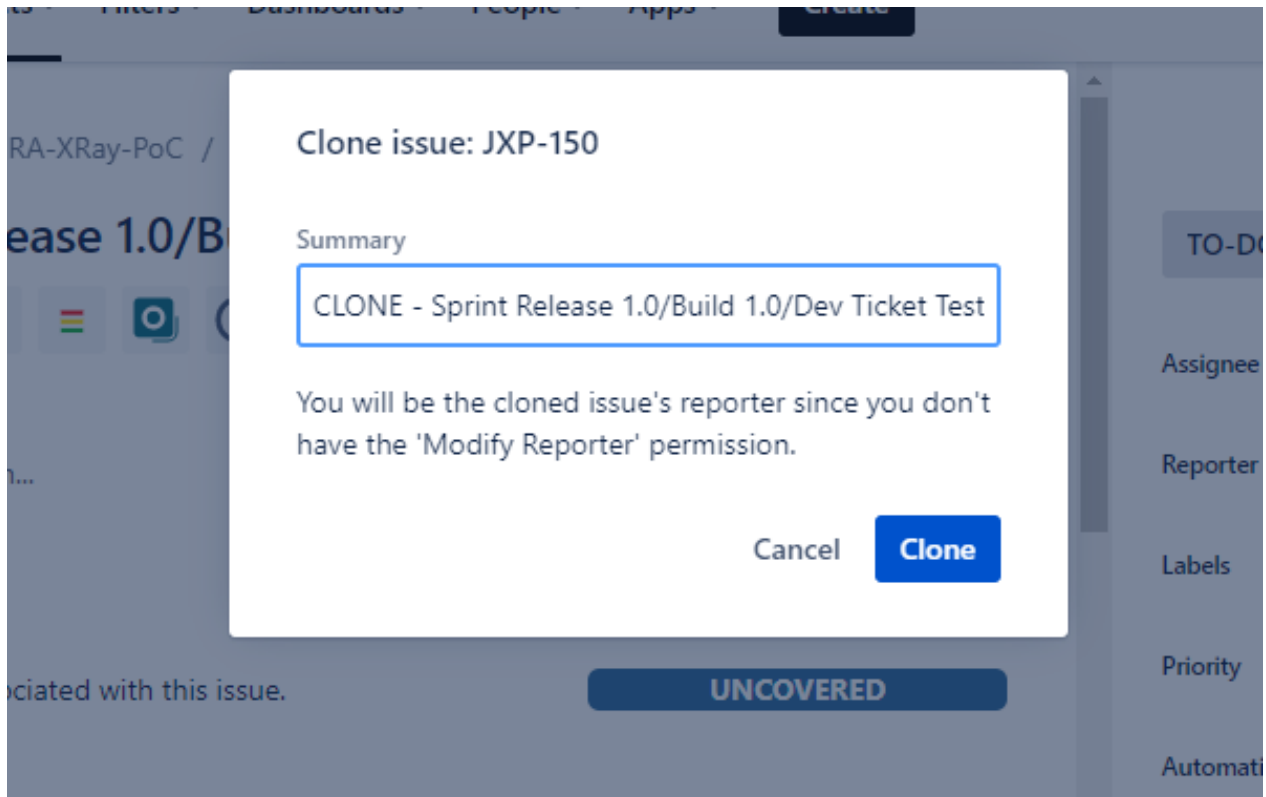 Filters Dashboards People Apps Create
RA-XRay-PoC /
Clone issue: JXP-150
ease 1.0/B
Summary
TO-DO
CLONE - Sprint Release 1.0/Build 1.0/Dev Ticket Test
Assignee
You will be the cloned issue's reporter since you don't
have the 'Modify Reporter' permission.
Reporter
Cancel Clone
Labels
Priority
ociated with this issue.
UNCOVERED
Automati